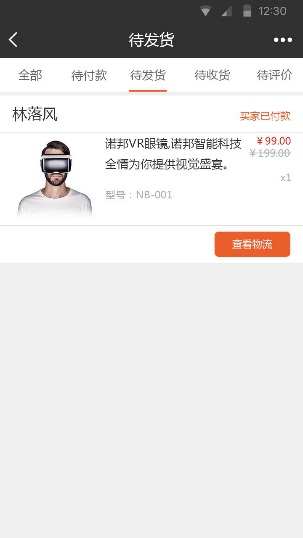 12:30
待发货
全部 待付款 待发货 待收货 待评价
林落风 买家已付款
诺邦VR眼镜,诺邦智能科技 ￥99.00
全情为你提供视觉盛宴。 ￥199.00
x1
型号：NB-001
查看物流